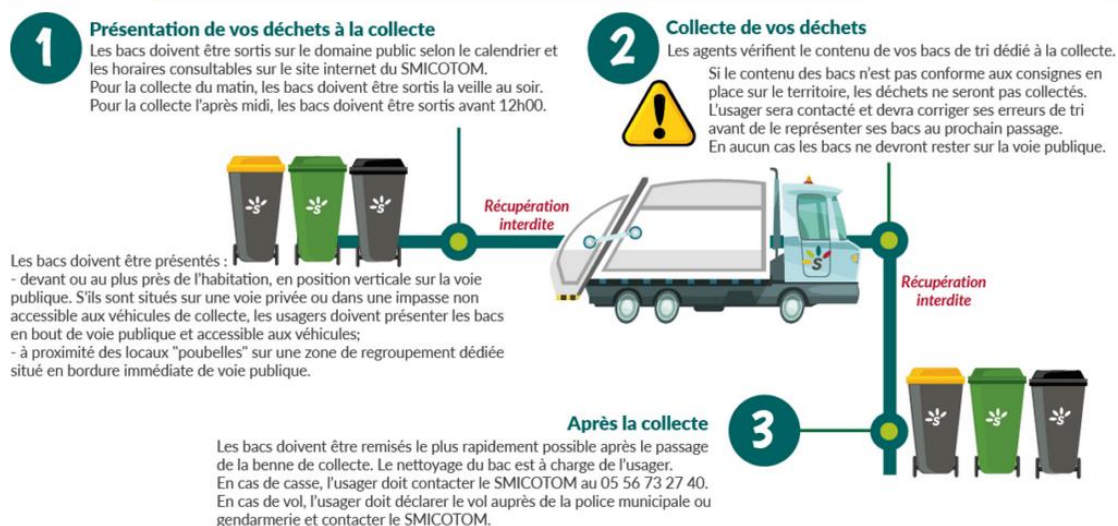 1
Présentation de vos déchets à la collecte
Les bacs doivent être sortis sur le domaine public selon le calendrier et
les horaires consultables sur le site internet du SMICOTOM.
Pour la collecte du matin, les bacs doivent être sortis la veille au soir.
Pour la collecte l'après midi, les bacs doivent être sortis avant 12h00.
2
Collecte de vos déchets
Les agents vérifient le contenu de vos bacs de tri dédié à la collecte.
Si le contenu des bacs n'est pas conforme aux consignes en
place sur le territoire, les déchets ne seront pas collectés.
L'usager sera contacté et devra corriger ses erreurs de tri
avant de le représenter ses bacs au prochain passage.
En aucun cas les bacs ne devront rester sur la voie publique.
!
S
S
S
Récupération
interdite
S
Les bacs doivent être présentés :
- devant ou au plus près de l'habitation, en position verticale sur la voie
publique. S'ils sont situés sur une voie privée ou dans une impasse non
accessible aux véhicules de collecte, les usagers doivent présenter les bacs
en bout de voie publique et accessible aux véhicules;
- à proximité des locaux "poubelles" sur une zone de regroupement dédiée
situé en bordure immédiate de voie publique.
Récupération
interdite
S
S
S
3
Après la collecte
Les bacs doivent être remisés le plus rapidement possible après le passage
de la benne de collecte. Le nettoyage du bac est à charge de l'usager.
En cas de casse, l'usager doit contacter le SMICOTOM au 05 56 73 27 40.
En cas de vol, l'usager doit déclarer le vol auprès de la police municipale ou
gendarmerie et contacter le SMICOTOM.